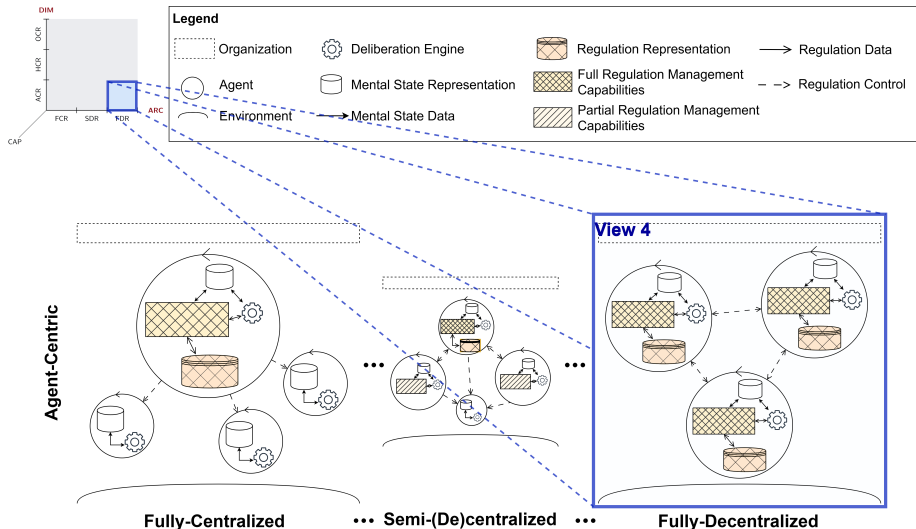 DIM
OCR
HCR
ACR
FCR
SDR
FDR
ARC
CAP
Legend
Organization
Deliberation Engine
Regulation Representation
Regulation Data
Agent
Mental State Representation
Full Regulation Management
Capabilities
Regulation Control
Environment
Mental State Data
Partial Regulation Management
Capabilities
View 4
Agent-Centric
•••
•••
Fully-Centralized
••• Semi-(De)centralized •••
Fully-Decentralized